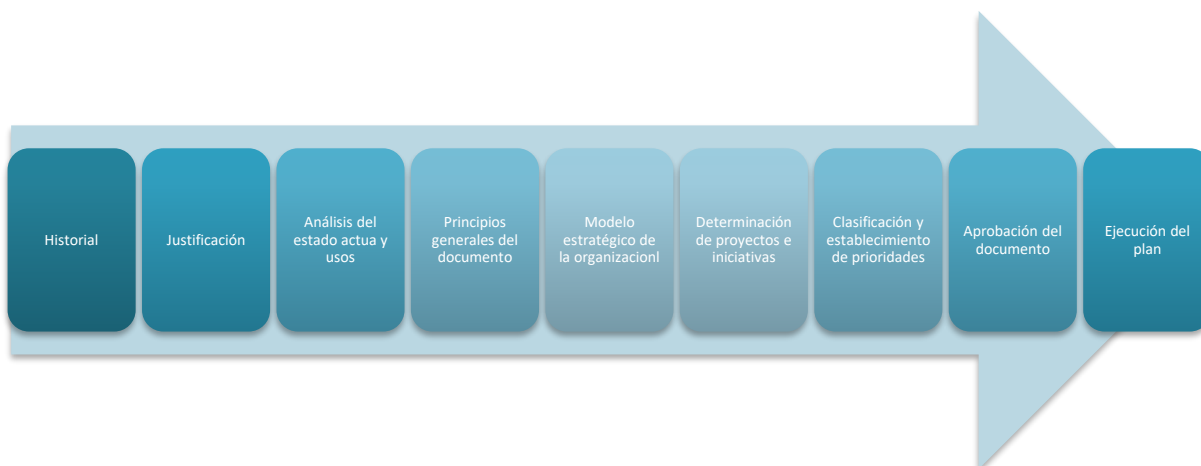 Historial
Justificación
Análisis del
estado actua y
usos
Principios
generales del
documento
Modelo
estratégico de
la organizacionl
Determinación
de proyectos e
iniciativas
Clasificación y
establecimiento
de prioridades
Aprobación del
documento
Ejecución del
plan